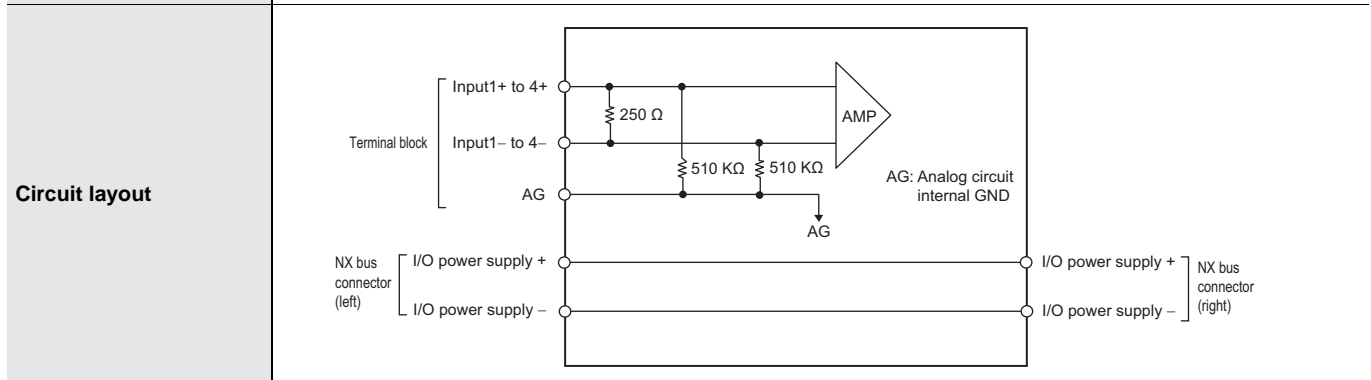 Circuit layout
Terminal block
Input1+ to 4+
Input1− to 4−
AG
250 Ω
510 KΩ
510 KΩ
AMP
AG
AG: Analog circuit
internal GND
NX bus
connector
(left)
I/O power supply +
I/O power supply −
I/O power supply +
I/O power supply −
NX bus
connector
(right)